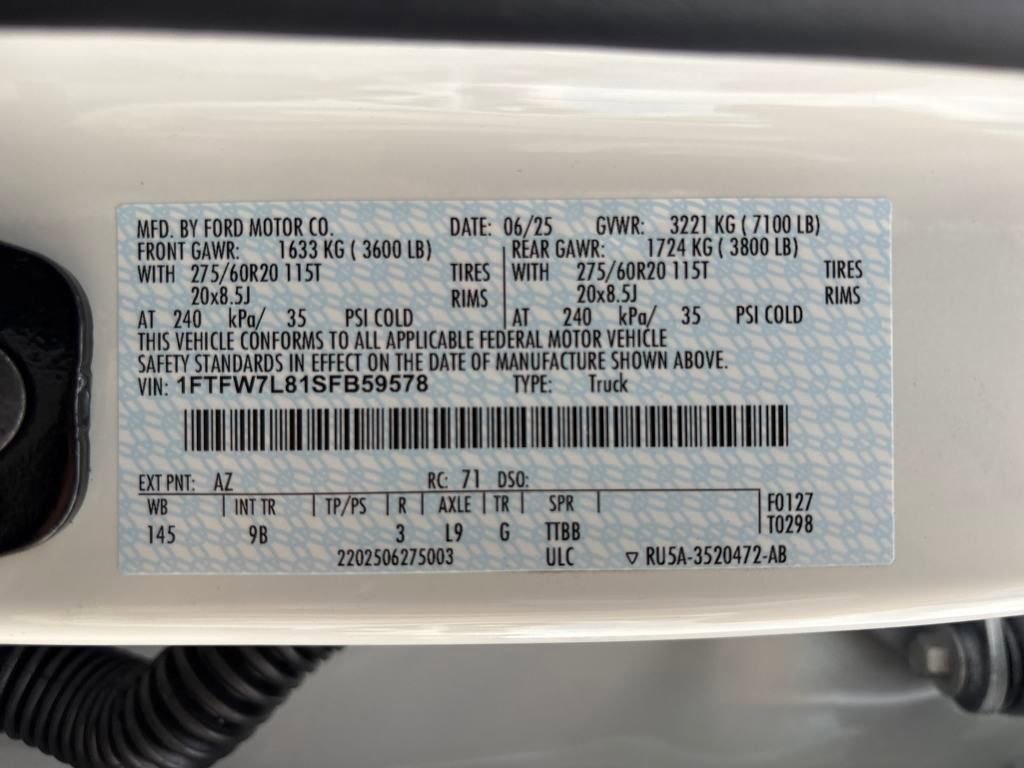 MFD. BY FORD MOTOR CO. DATE: 06/25 GVWR: 3221 KG ( 7100 LB)
FRONT GAWR: 1633 KG ( 3600 LB) REAR GAWR: 1724 KG ( 3800 LB)
WITH 275/60R20 115T TIRES WITH 275/60R20 115T TIRES
20x8.5J RIMS 20x8.5J RIMS
AT 240 kPa/ 35 PSI COLD AT 240 kPa/ 35 PSI COLD
THIS VEHICLE CONFORMS TO ALL APPLICABLE FEDERAL MOTOR VEHICLE
SAFETY STANDARDS IN EFFECT ON THE DATE OF MANUFACTURE SHOWN ABOVE.
VIN: 1FTFW7L81SFB59578 TYPE: Truck
EXT PNT: AZ RC: 71 DSO:
WB INT TR TP/PS R AXLE TR SPR F0127
145 9B 3 L9 G TTBB T0298
2202506275003 ULC ▽ RU5A-3520472-AB